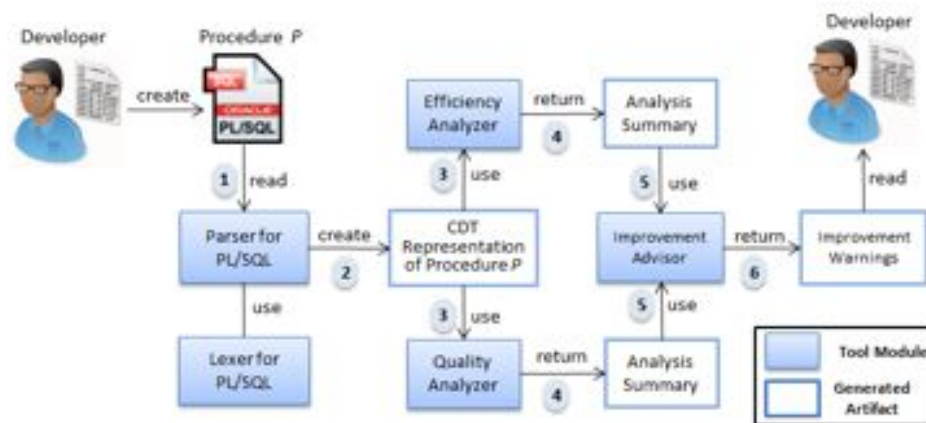 Developer
Procedure P
create
ORACLE
PL/SQL
1
read
Parser for
PL/SQL
use
Lexer for
PL/SQL
create
2
CDT
Representation
of Procedure P
3
use
Efficiency
Analyzer
return
4
Analysis
Summary
3
use
Quality
Analyzer
return
4
Analysis
Summary
5
use
5
use
Improvement
Advisor
return
6
Improvement
Warnings
read
Developer
Tool Module
Generated
Artifact